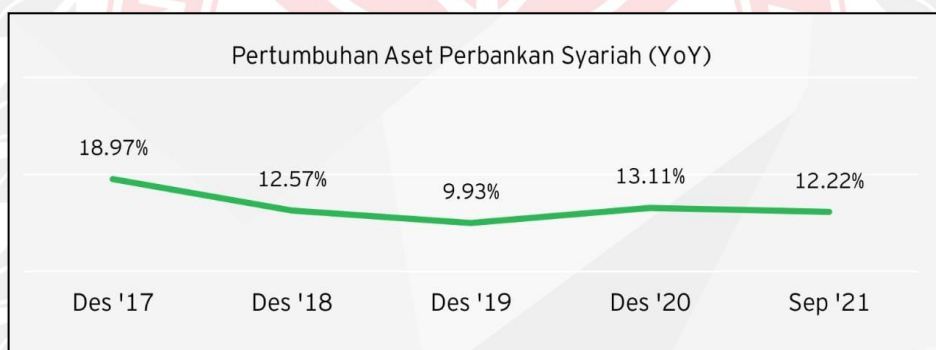 Pertumbuhan Aset Perbankan Syariah (YoY)
18.97%
12.57%
9.93%
13.11%
12.22%
Des '17
Des '18
Des '19
Des '20
Sep '21